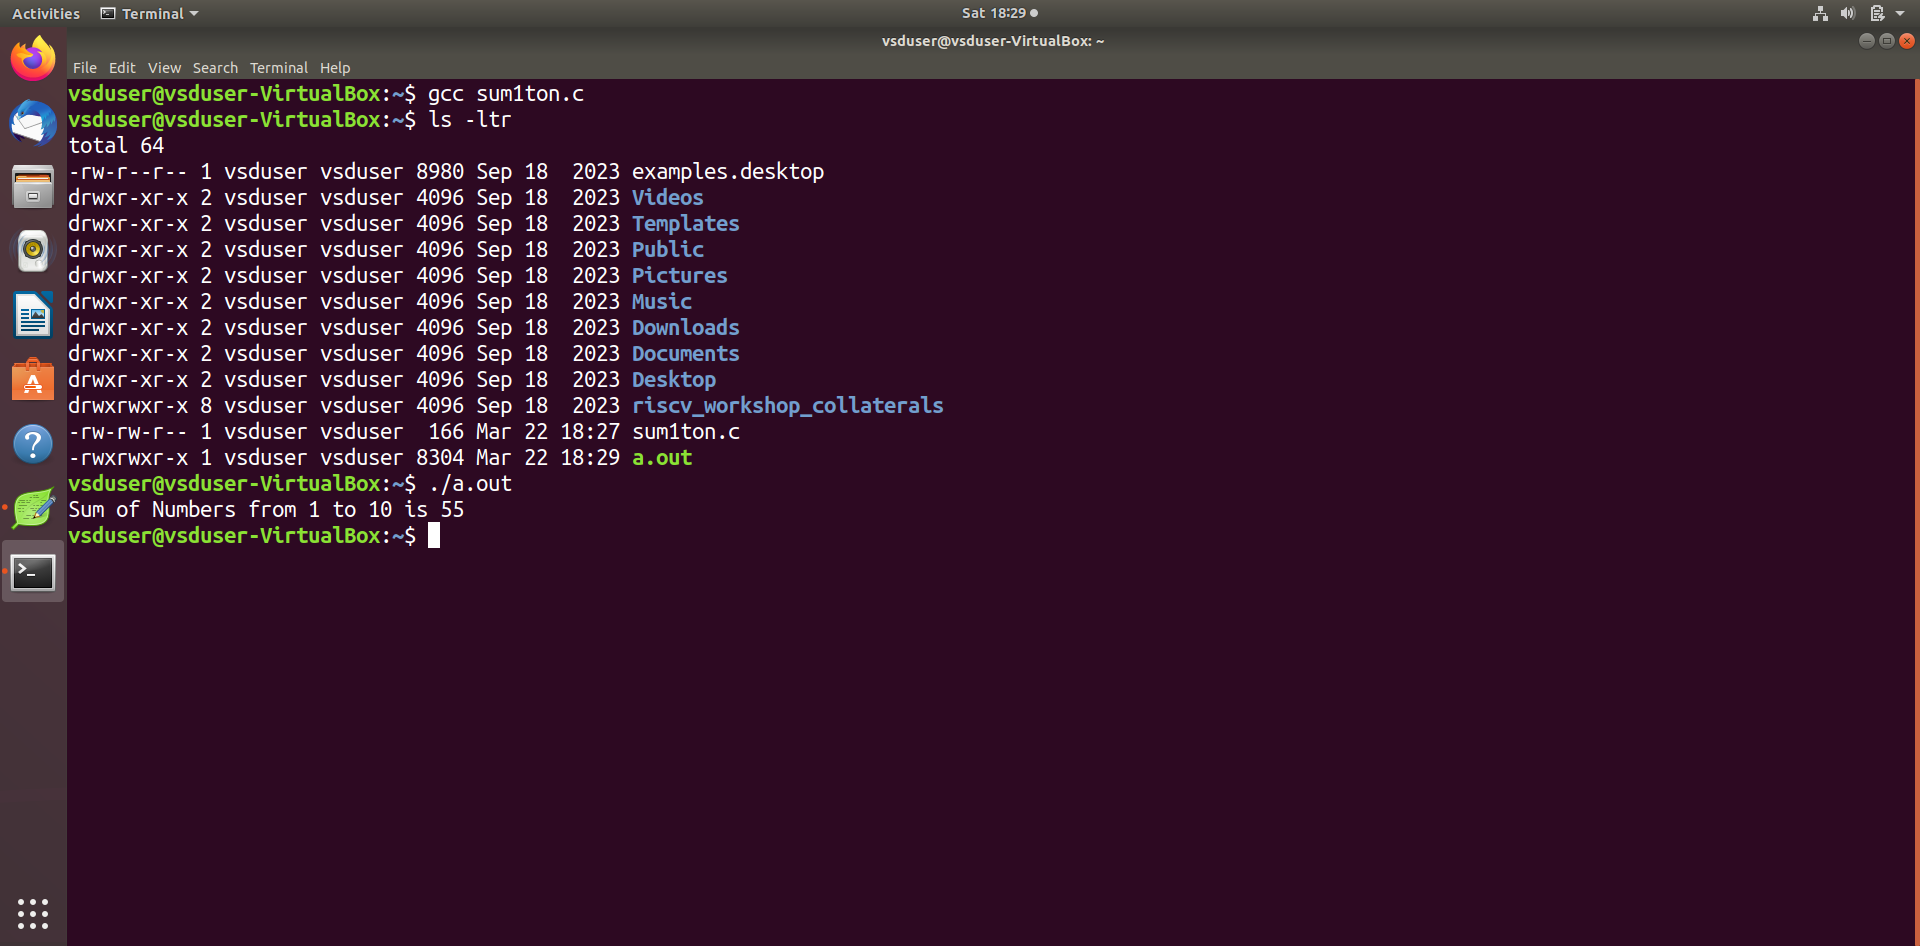 Activities Terminal Sat 18:29
vsduser@vsduser-VirtualBox: ~
File Edit View Search Terminal Help
vsduser@vsduser-VirtualBox:~$ gcc sum1ton.c
vsduser@vsduser-VirtualBox:~$ ls -ltr
total 64
-rw-r--r-- 1 vsduser vsduser 8980 Sep 18  2023 examples.desktop
drwxr-xr-x 2 vsduser vsduser 4096 Sep 18  2023 Videos
drwxr-xr-x 2 vsduser vsduser 4096 Sep 18  2023 Templates
drwxr-xr-x 2 vsduser vsduser 4096 Sep 18  2023 Public
drwxr-xr-x 2 vsduser vsduser 4096 Sep 18  2023 Pictures
drwxr-xr-x 2 vsduser vsduser 4096 Sep 18  2023 Music
drwxr-xr-x 2 vsduser vsduser 4096 Sep 18  2023 Downloads
drwxr-xr-x 2 vsduser vsduser 4096 Sep 18  2023 Documents
drwxr-xr-x 2 vsduser vsduser 4096 Sep 18  2023 Desktop
drwxrwxr-x 8 vsduser vsduser 4096 Sep 18  2023 riscv_workshop_collaterals
-rw-rw-r-- 1 vsduser vsduser  166 Mar 22 18:27 sum1ton.c
-rwxrwxr-x 1 vsduser vsduser 8304 Mar 22 18:29 a.out
vsduser@vsduser-VirtualBox:~$ ./a.out
Sum of Numbers from 1 to 10 is 55
vsduser@vsduser-VirtualBox:~$